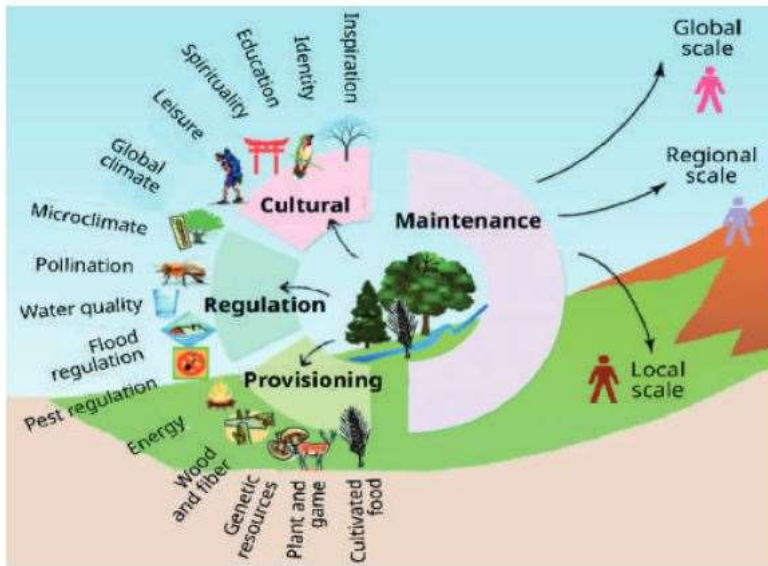 Inspiration
Identity
Education
Spirituality
Leisure
Global
climate
Microclimate
Pollination
Water quality
Flood
regulation
Pest regulation
Energy
Wood
and fiber
Genetic
resources
Plant and
game
Cultivated
food
Cultural
Regulation
Provisioning
Maintenance
Global
scale
Regional
scale
Local
scale